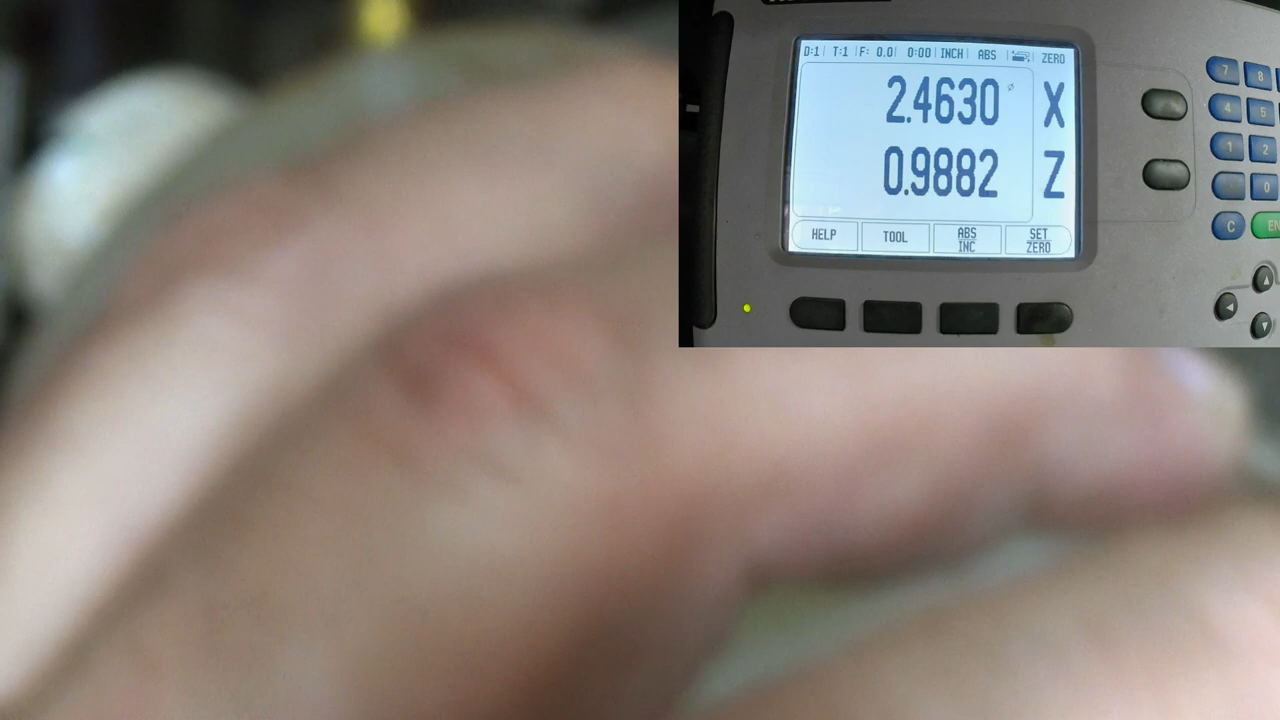 D:1 T:1 F: 0.0 0:00 INCH ABS ZERO
2.4630 X
0.9882 Z
HELP TOOL ABS INC SET ZERO
7 8
4 5
1 2
0
C EN